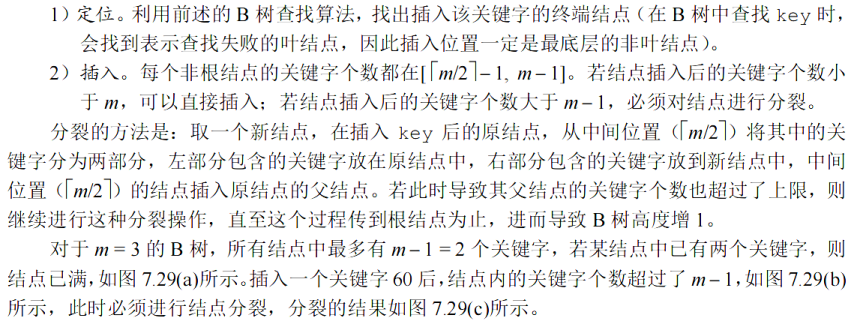 1）定位。利用前述的 B 树查找算法，找出插入该关键字的终端结点（在 B 树中查找 key 时，
会找到表示查找失败的叶结点，因此插入位置一定是最底层的非叶结点）。
2）插入。每个非根结点的关键字个数都在[⌈m/2⌉−1, m−1]。若结点插入后的关键字个数小
于 m，可以直接插入；若结点插入后的关键字个数大于 m−1，必须对结点进行分裂。
分裂的方法是：取一个新结点，在插入 key 后的原结点，从中间位置（⌈m/2⌉）将其中的关
键字分为两部分，左部分包含的关键字放在原结点中，右部分包含的关键字放到新结点中，中间
位置（⌈m/2⌉）的结点插入原结点的父结点。若此时导致其父结点的关键字个数也超过了上限，则
继续进行这种分裂操作，直至这个过程传到根结点为止，进而导致 B 树高度增 1。
对于 m = 3 的 B 树，所有结点中最多有 m−1 = 2 个关键字，若某结点中已有两个关键字，则
结点已满，如图 7.29(a)所示。插入一个关键字 60 后，结点内的关键字个数超过了 m−1，如图 7.29(b)
所示，此时必须进行结点分裂，分裂的结果如图 7.29(c)所示。